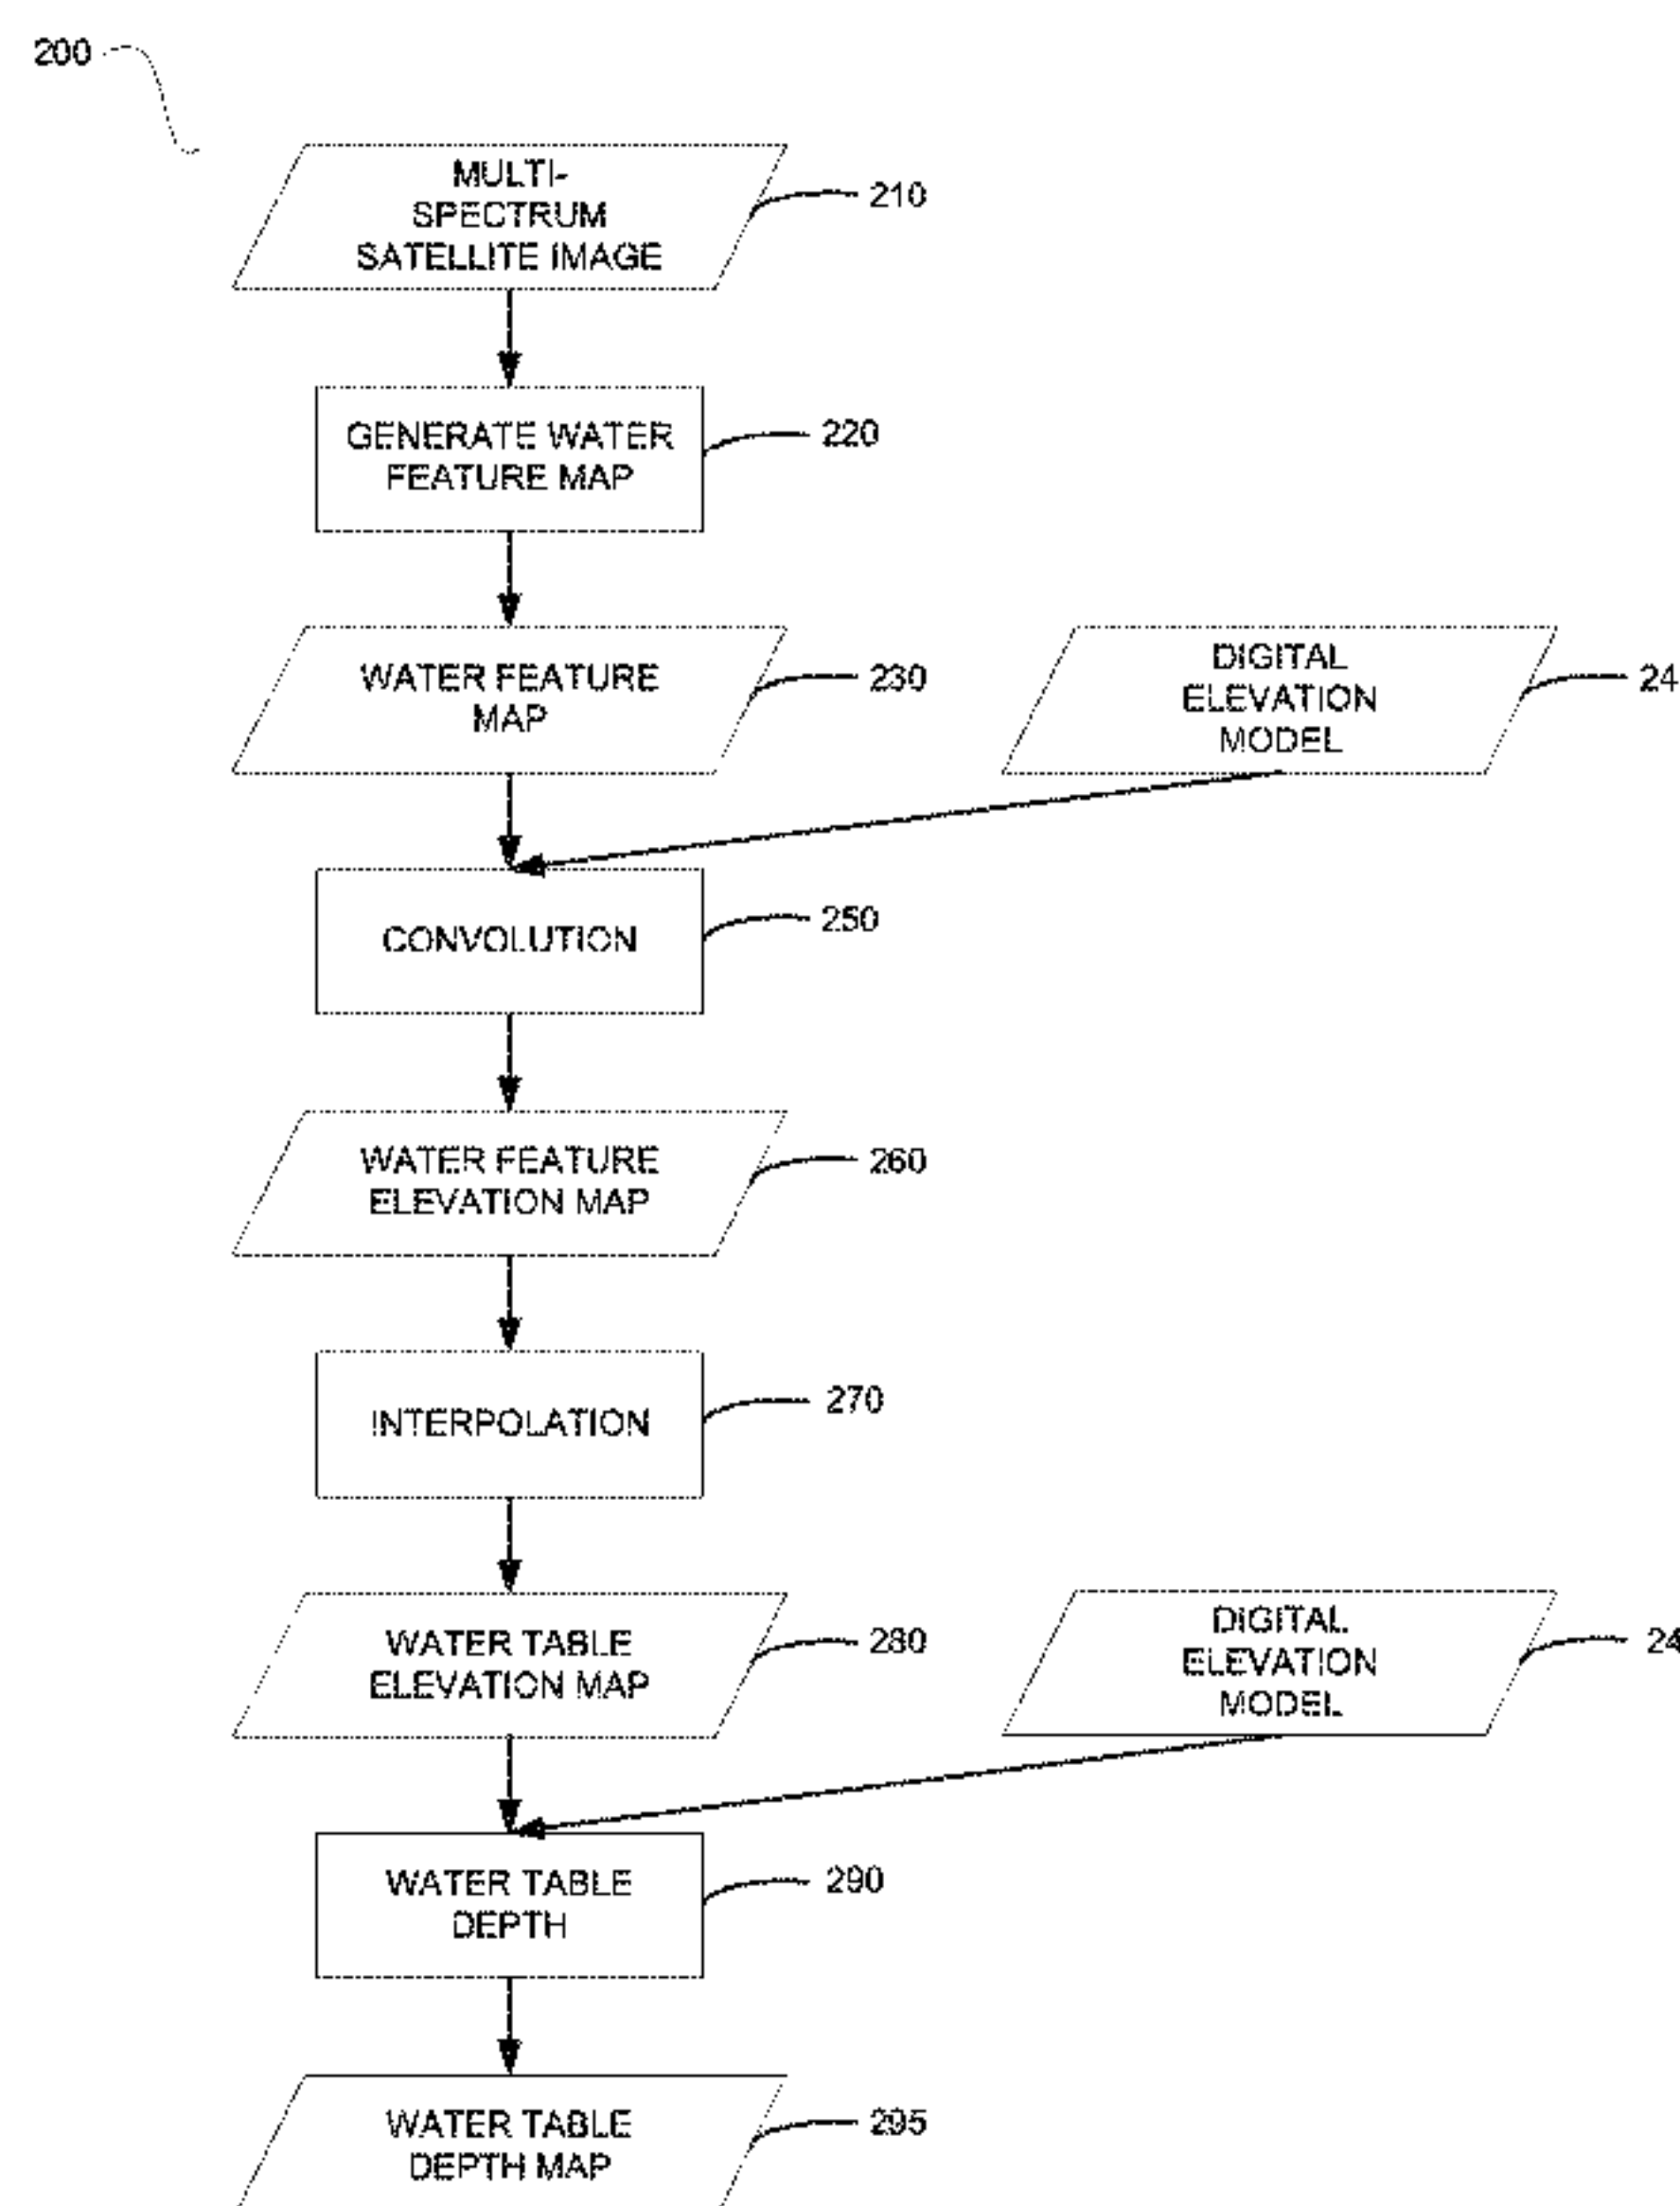 200
MULTI-
SPECTRUM
SATELLITE IMAGE
210
GENERATE WATER
FEATURE MAP
220
WATER FEATURE
MAP
230
DIGITAL
ELEVATION
MODEL
24
CONVOLUTION
250
WATER FEATURE
ELEVATION MAP
260
INTERPOLATION
270
WATER TABLE
ELEVATION MAP
280
DIGITAL
ELEVATION
MODEL
24
WATER TABLE
DEPTH
290
WATER TABLE
DEPTH MAP
295